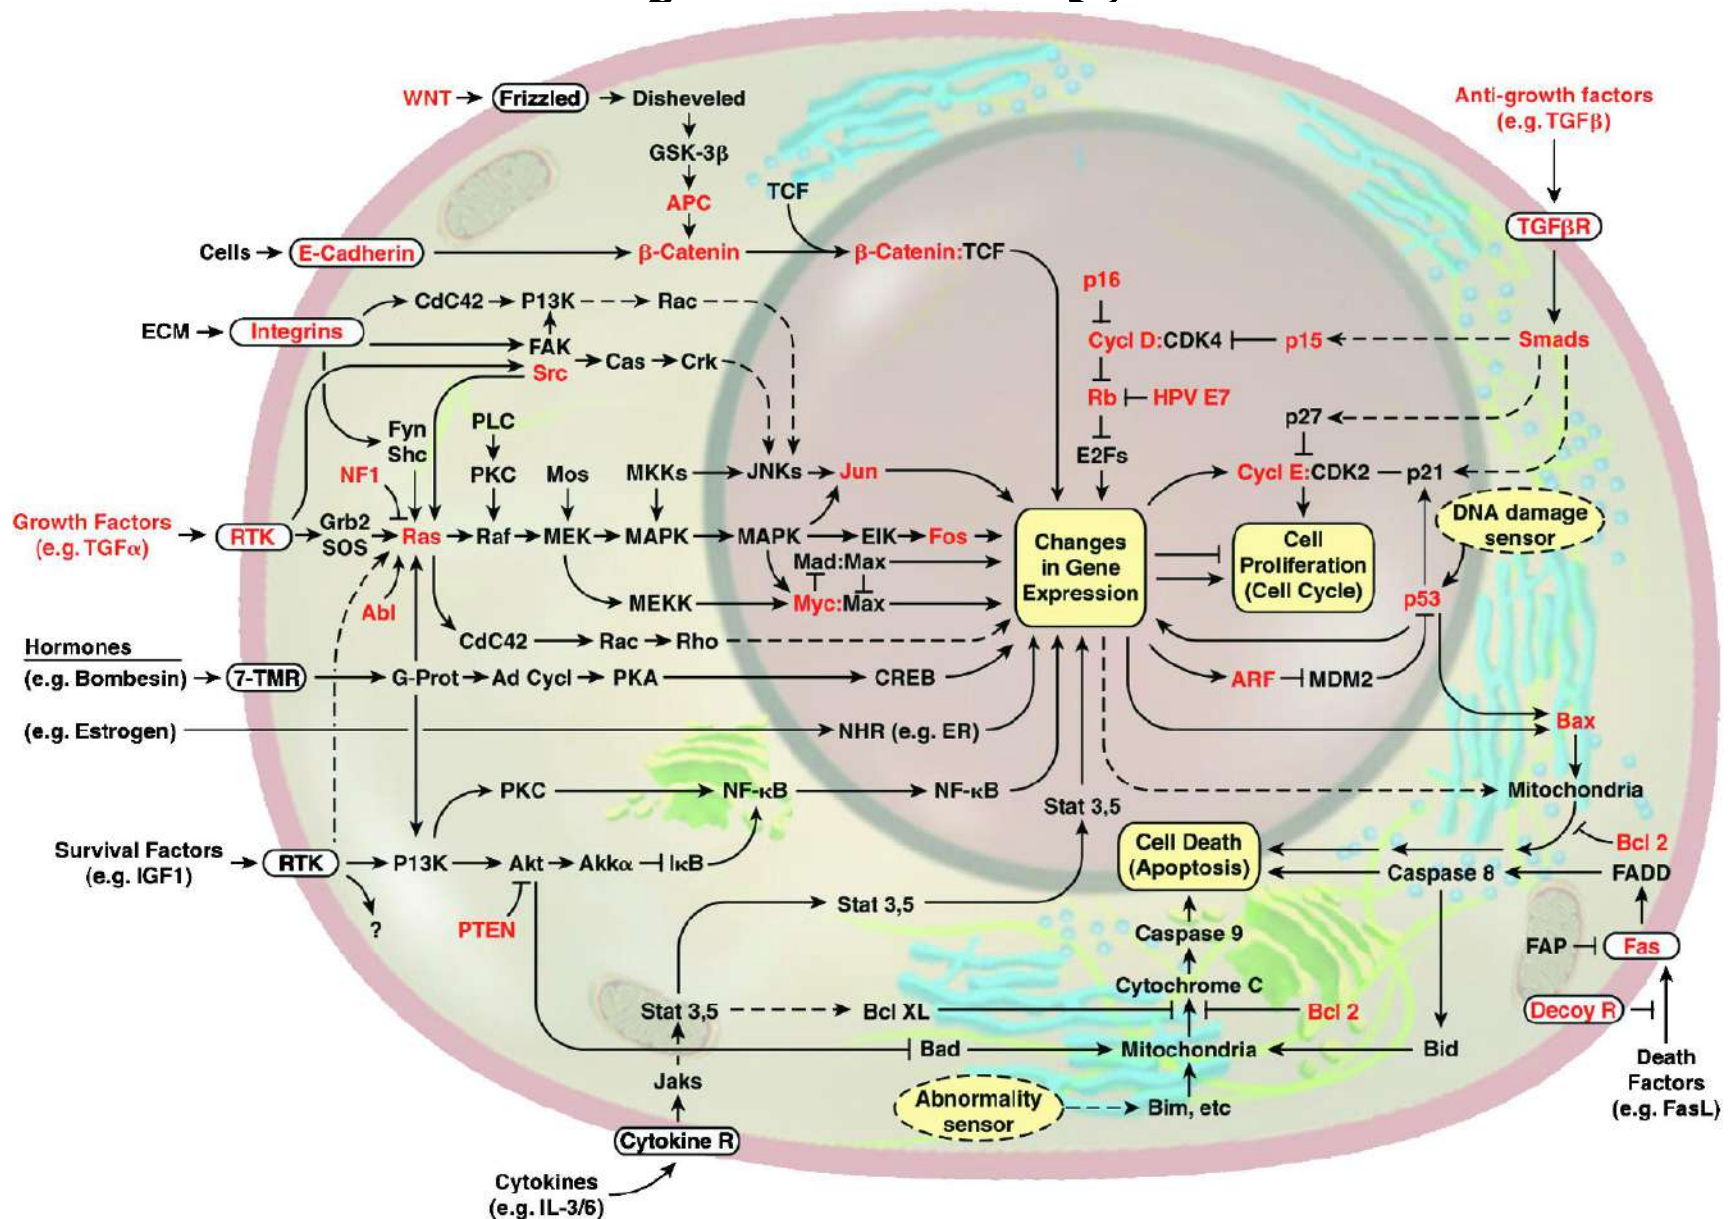 WNT
Frizzled
Disheveled
GSK-3β
APC
TCF
Cells
E-Cadherin
β-Catenin
β-Catenin:TCF
Anti-growth factors
(e.g. TGFβ)
TGFβR
Smads
p16
Cycl D:CDK4
p15
Rb
HPV E7
E2Fs
p27
Cycl E:CDK2
p21
CdC42
P13K
Rac
ECM
Integrins
FAK
Src
Cas
Crk
Fyn
Shc
PLC
PKC
NF1
Mos
MKKs
JNKs
Jun
Growth Factors
(e.g. TGFα)
RTK
Grb2
SOS
Ras
Raf
MEK
MAPK
MAPK
ElK
Fos
Mad:Max
Myc:Max
MEKK
Abl
CdC42
Rac
Rho
Changes
in Gene
Expression
Cell
Proliferation
(Cell Cycle)
DNA damage
sensor
p53
ARF
MDM2
Bax
Hormones
(e.g. Bombesin)
7-TMR
G-Prot
Ad Cycl
PKA
CREB
(e.g. Estrogen)
NHR (e.g. ER)
PKC
NF-κB
NF-κB
Stat 3,5
Mitochondria
Survival Factors
(e.g. IGF1)
RTK
P13K
Akt
Akkα
IκB
?
PTEN
Cell Death
(Apoptosis)
Bcl 2
Caspase 8
FADD
Stat 3,5
Caspase 9
FAP
Fas
Cytochrome C
Stat 3,5
Bcl XL
Bcl 2
Decoy R
Bad
Mitochondria
Bid
Death
Factors
(e.g. FasL)
Jaks
Abnormality
sensor
Bim, etc
Cytokine R
Cytokines
(e.g. IL-3/6)